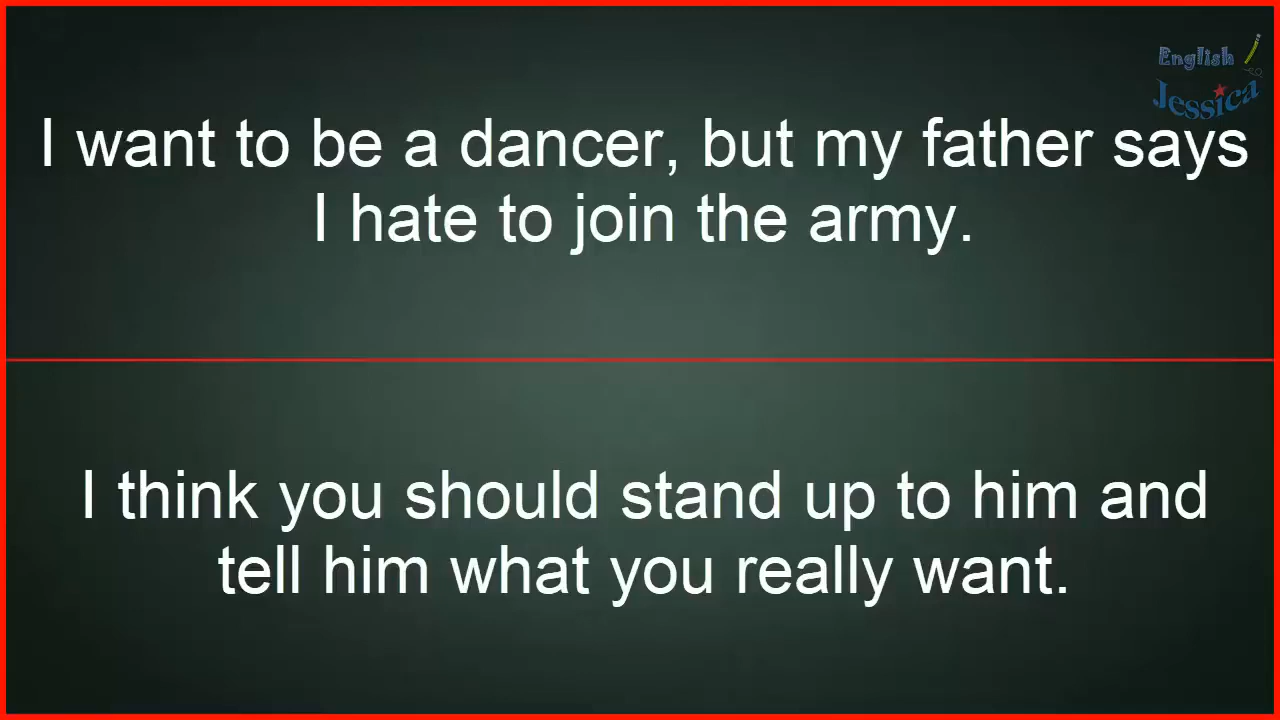 English
Jessica
I want to be a dancer, but my father says
I hate to join the army.
I think you should stand up to him and
tell him what you really want.